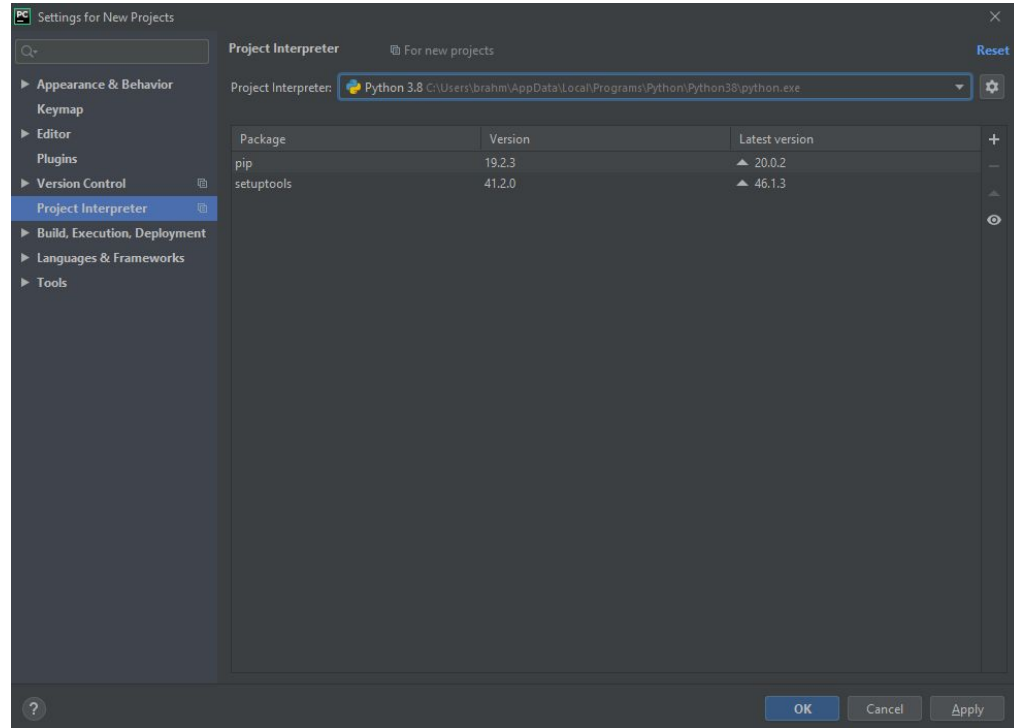 PC Settings for New Projects
Project Interpreter For new projects Reset
Appearance & Behavior
Keymap
Editor
Plugins
Version Control
Project Interpreter
Build, Execution, Deployment
Languages & Frameworks
Tools
Project Interpreter: Python 3.8 C:\Users\brahm\AppData\Local\Programs\Python\Python38\python.exe
Package Version Latest version
pip 19.2.3 20.0.2
setuptools 41.2.0 46.1.3
? OK Cancel Apply